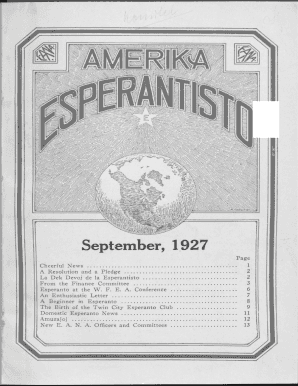 AMERIKA
ESPERANTISTO
E
September, 1927
Page
Cheerful News 1
A Resolution and a Pledge 2
La Dek Devoj de la Esperantisto 2
From the Finance Committee 3
Esperanto at the W. F. E. A. Conference 6
An Enthusiastic Letter 7
A Beginner in Esperanto 8
The Birth of the Twin City Esperanto Club 9
Domestic Esperanto News 11
12
New E. A. N. A. Officers and Committees 13